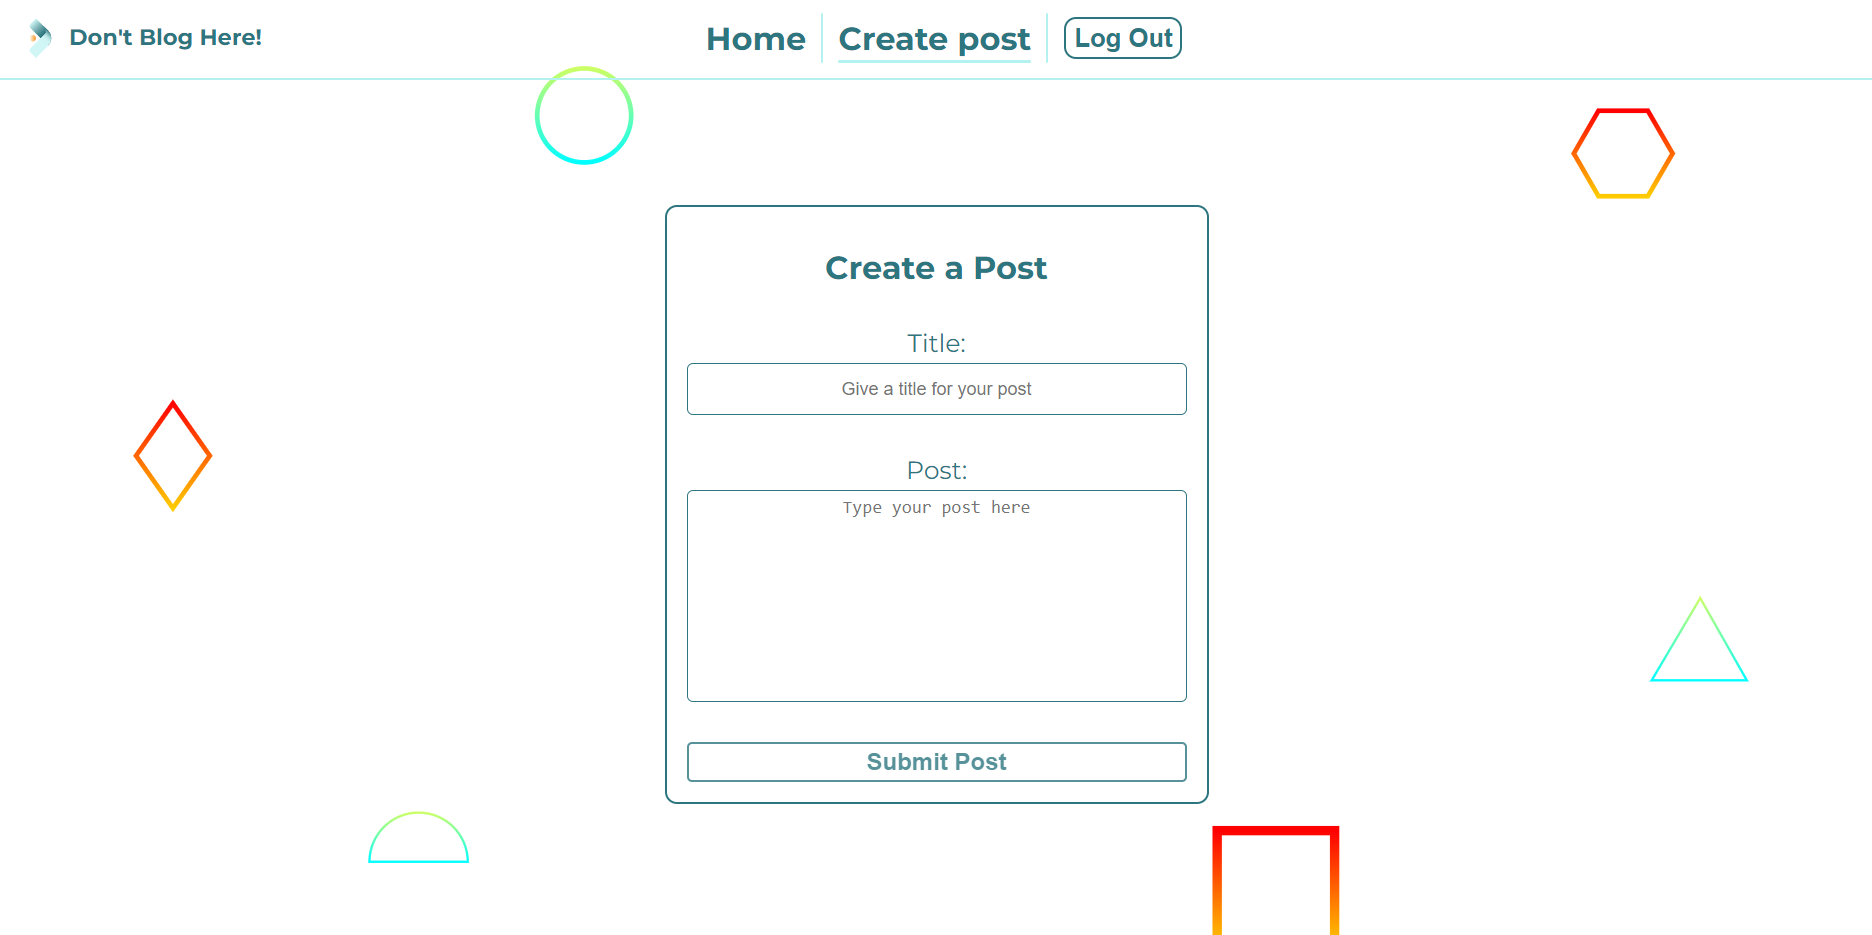 Don't Blog Here!
Home
Create post
Log Out
Create a Post
Title:
Give a title for your post
Post:
Type your post here
Submit Post